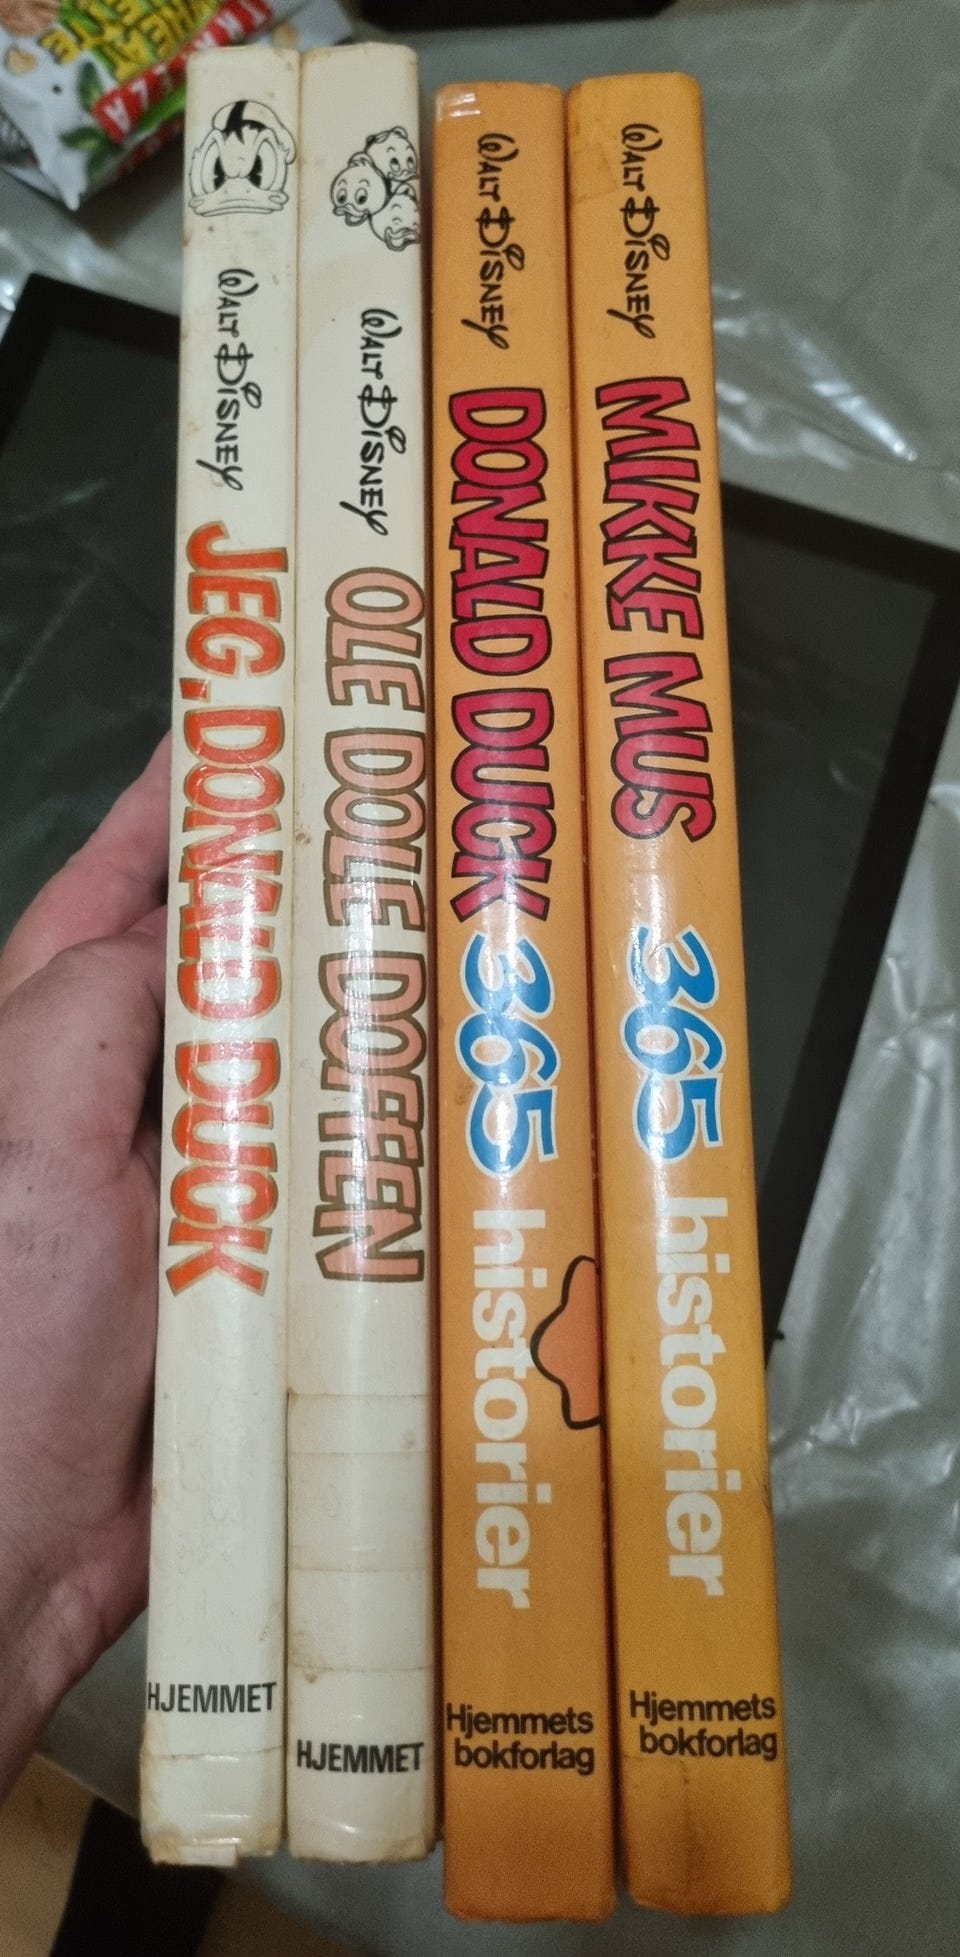 WALT DISNEY
JEG, DONALD DUCK
HJEMMET
WALT DISNEY
OLE DOLE DOFFEN
HJEMMET
WALT DISNEY
DONALD DUCK 365 historier
Hjemmets
bokforlag
WALT DISNEY
MIKKE MUS 365 historier
Hjemmets
bokforlag